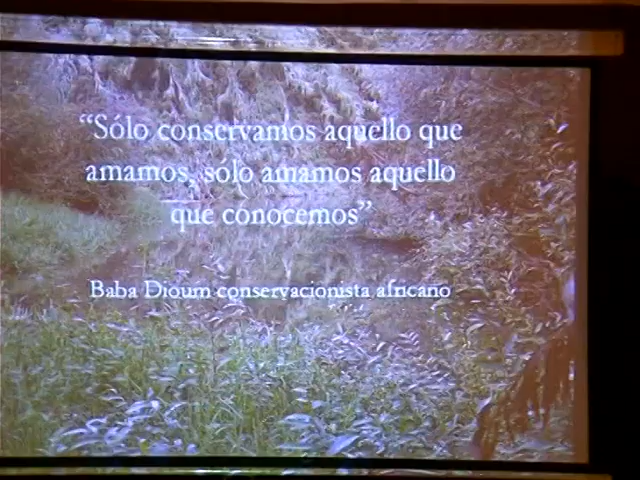 “Sólo conservamos aquello que
amamos, sólo amamos aquello
que conocemos”
Baba Dioum conservacionista africano